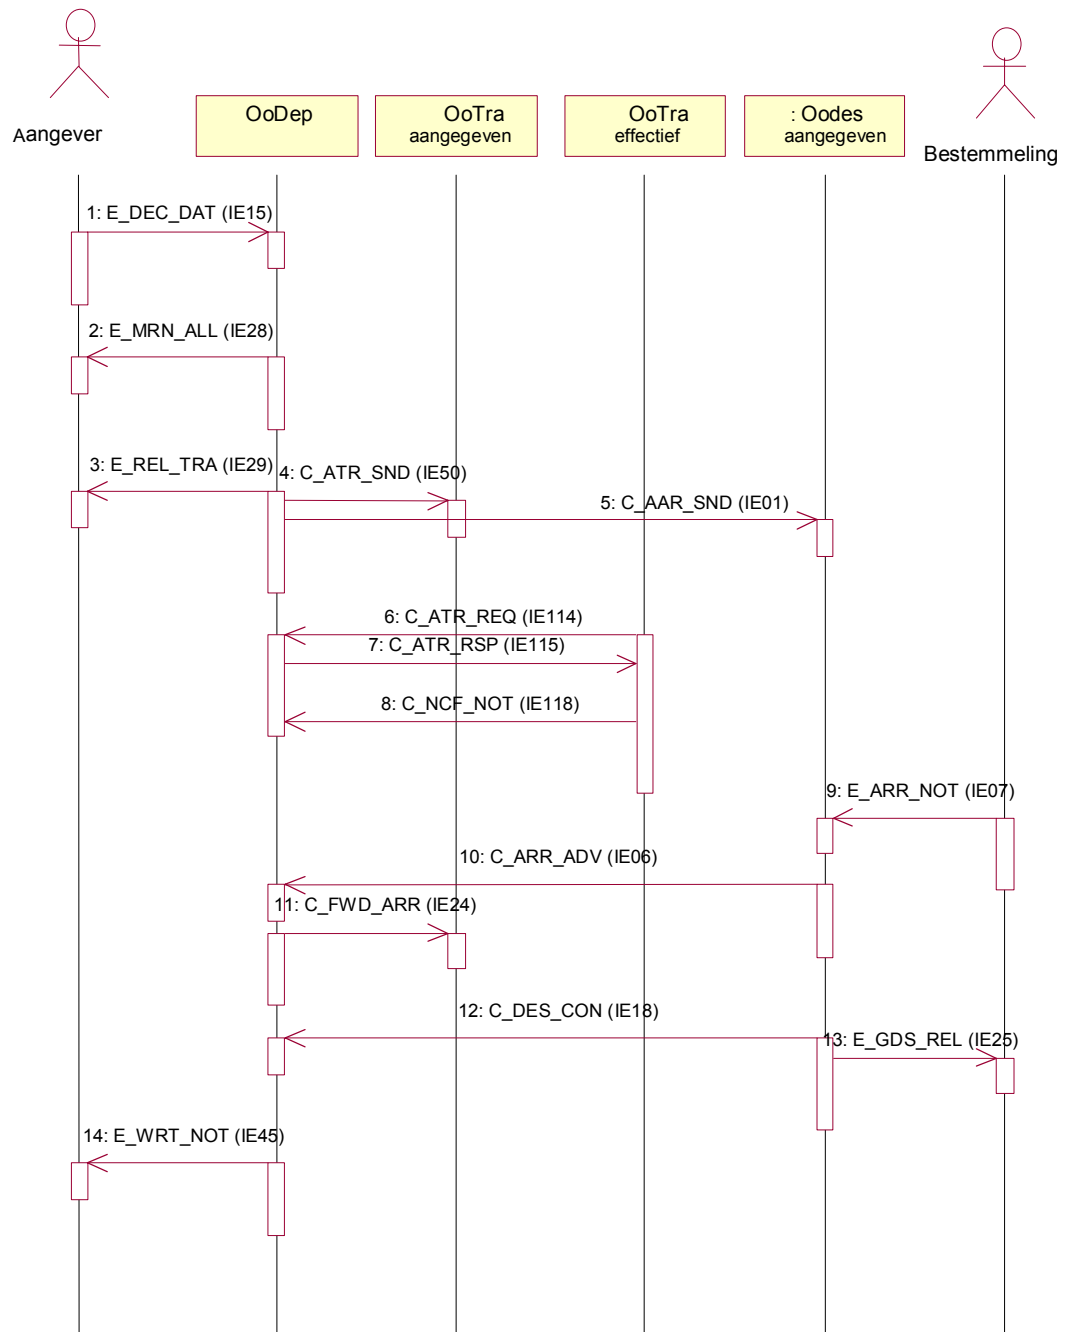 Aangever
OoDep
OoTra
aangegeven
OoTra
effectief
: Oodes
aangegeven
Bestemmeling
1: E_DEC_DAT (IE15)
2: E_MRN_ALL (IE28)
3: E_REL_TRA (IE29)
4: C_ATR_SND (IE50)
5: C_AAR_SND (IE01)
6: C_ATR_REQ (IE114)
7: C_ATR_RSP (IE115)
8: C_NCF_NOT (IE118)
9: E_ARR_NOT (IE07)
10: C_ARR_ADV (IE06)
11: C_FWD_ARR (IE24)
12: C_DES_CON (IE18)
13: E_GDS_REL (IE25)
14: E_WRT_NOT (IE45)